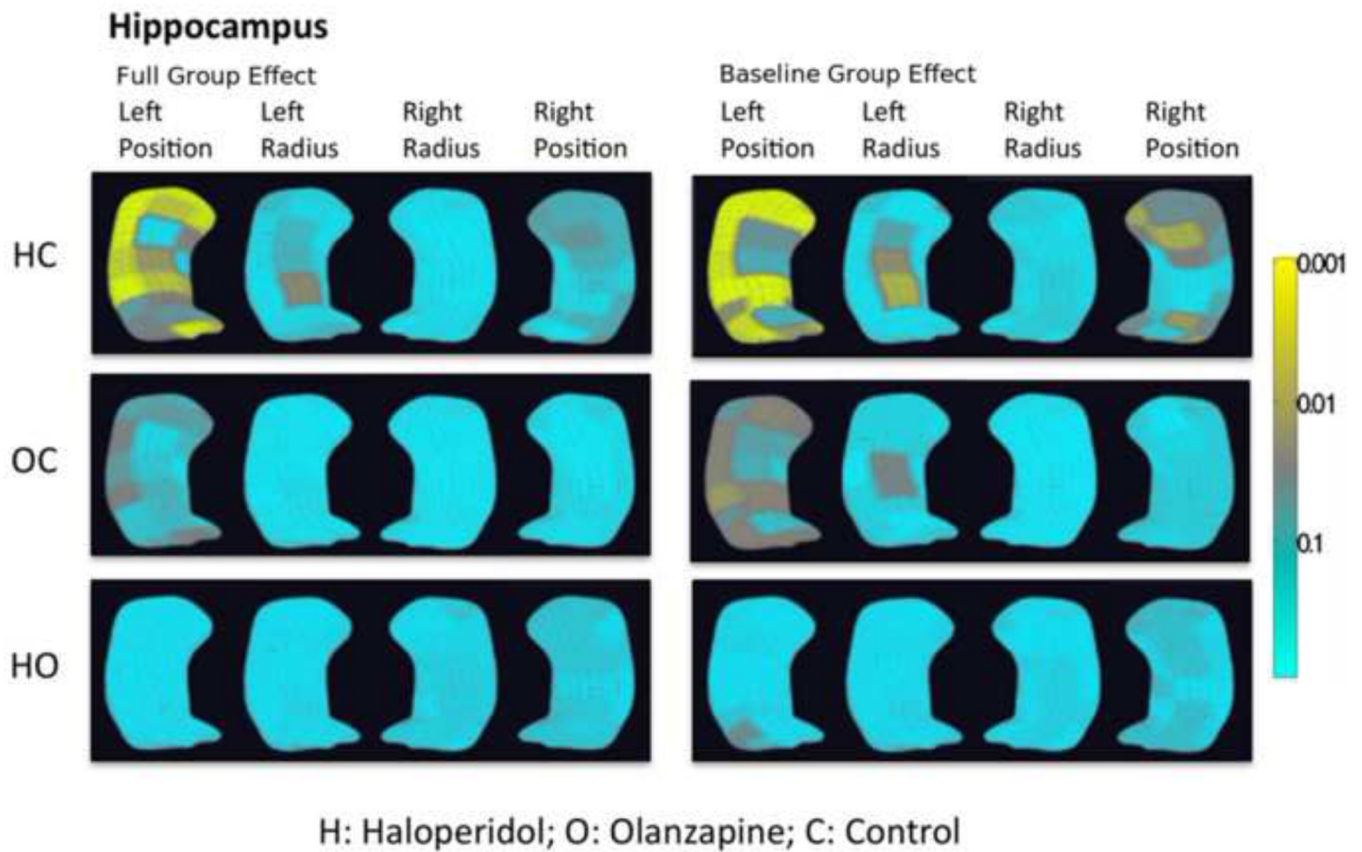 Hippocampus
Full Group Effect
Baseline Group Effect
Left Position
Left Radius
Right Radius
Right Position
Left Position
Left Radius
Right Radius
Right Position
HC
OC
HO
0.001
0.01
0.1
H: Haloperidol; O: Olanzapine; C: Control